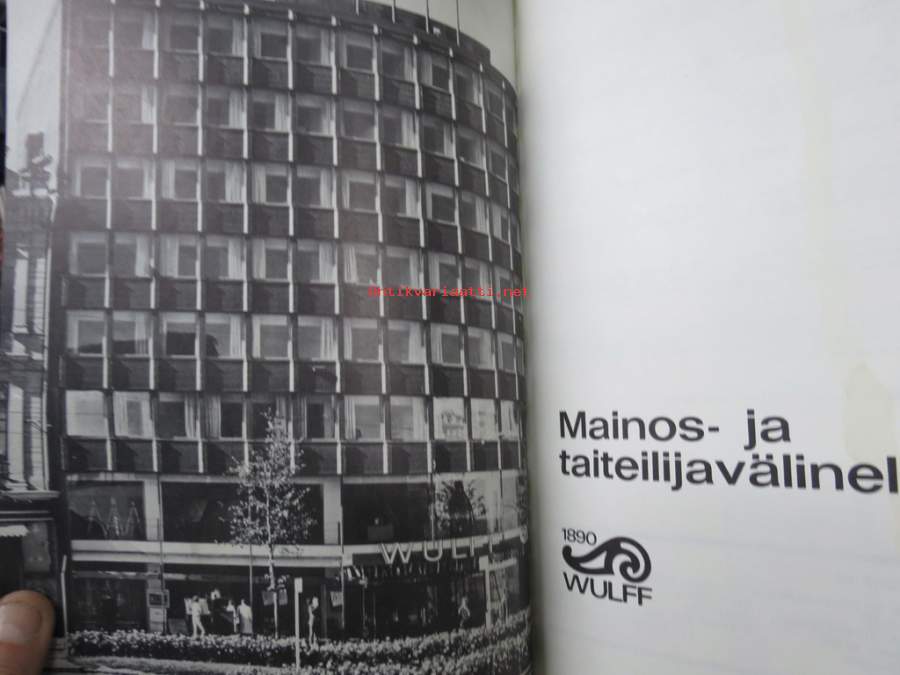 WULFF
antikvariaatti.net
Mainos- ja
taiteilijavälinel
1890
WULFF